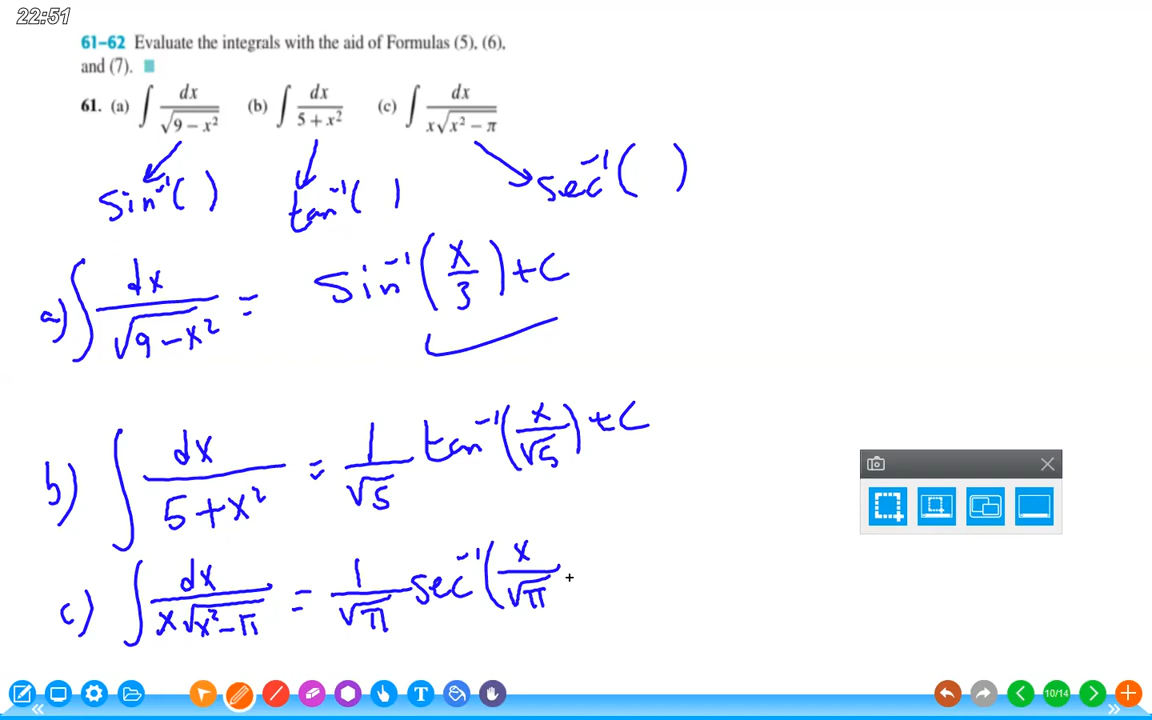 22:51
61–62 Evaluate the integrals with the aid of Formulas (5), (6),
and (7).
61. (a) ∫ dx/√(9 − x²) (b) ∫ dx/(5 + x²) (c) ∫ dx/(x√(x² − π))
sin⁻¹( ) tan⁻¹( ) sec⁻¹( )
a) ∫ dx/√(9 − x²) = sin⁻¹(x/3) + C
b) ∫ dx/(5 + x²) = 1/√5 tan⁻¹(x/√5) + C
c) ∫ dx/(x√(x² − π)) = 1/√π sec⁻¹(x/√π
T 10/14